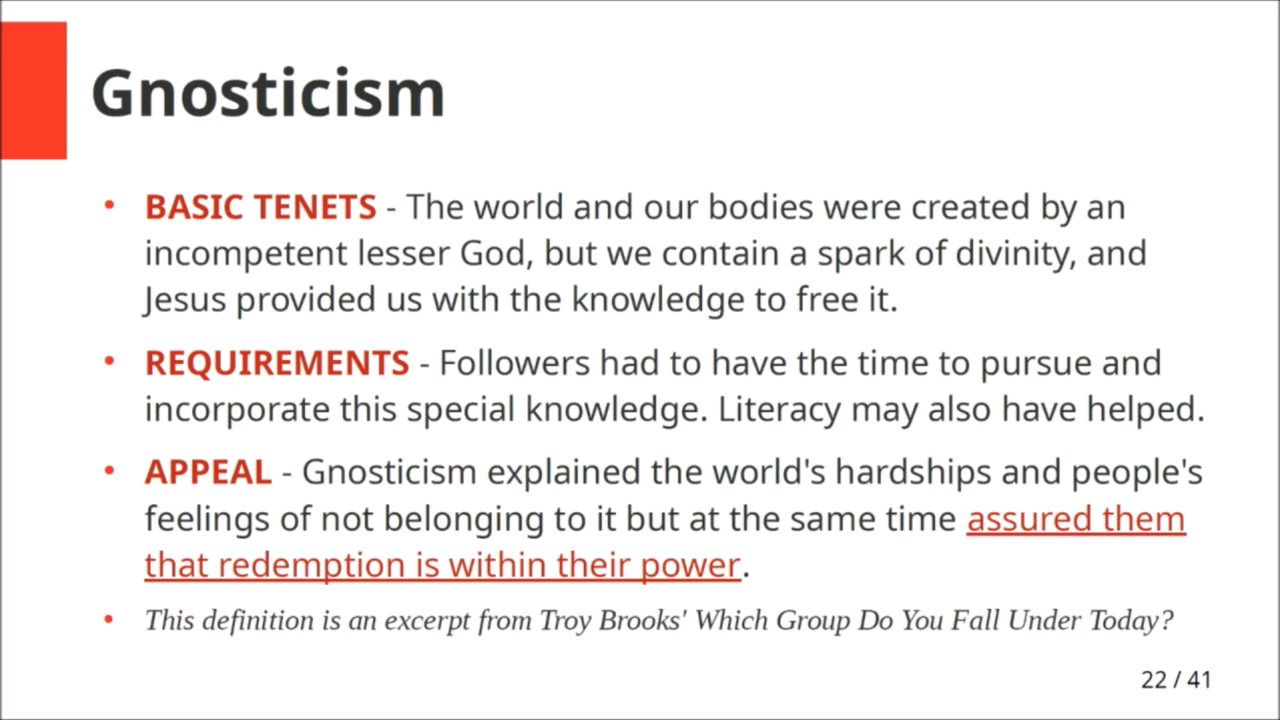 Gnosticism
• BASIC TENETS - The world and our bodies were created by an
incompetent lesser God, but we contain a spark of divinity, and
Jesus provided us with the knowledge to free it.
• REQUIREMENTS - Followers had to have the time to pursue and
incorporate this special knowledge. Literacy may also have helped.
• APPEAL - Gnosticism explained the world's hardships and people's
feelings of not belonging to it but at the same time assured them
that redemption is within their power.
• This definition is an excerpt from Troy Brooks' Which Group Do You Fall Under Today?
22 / 41